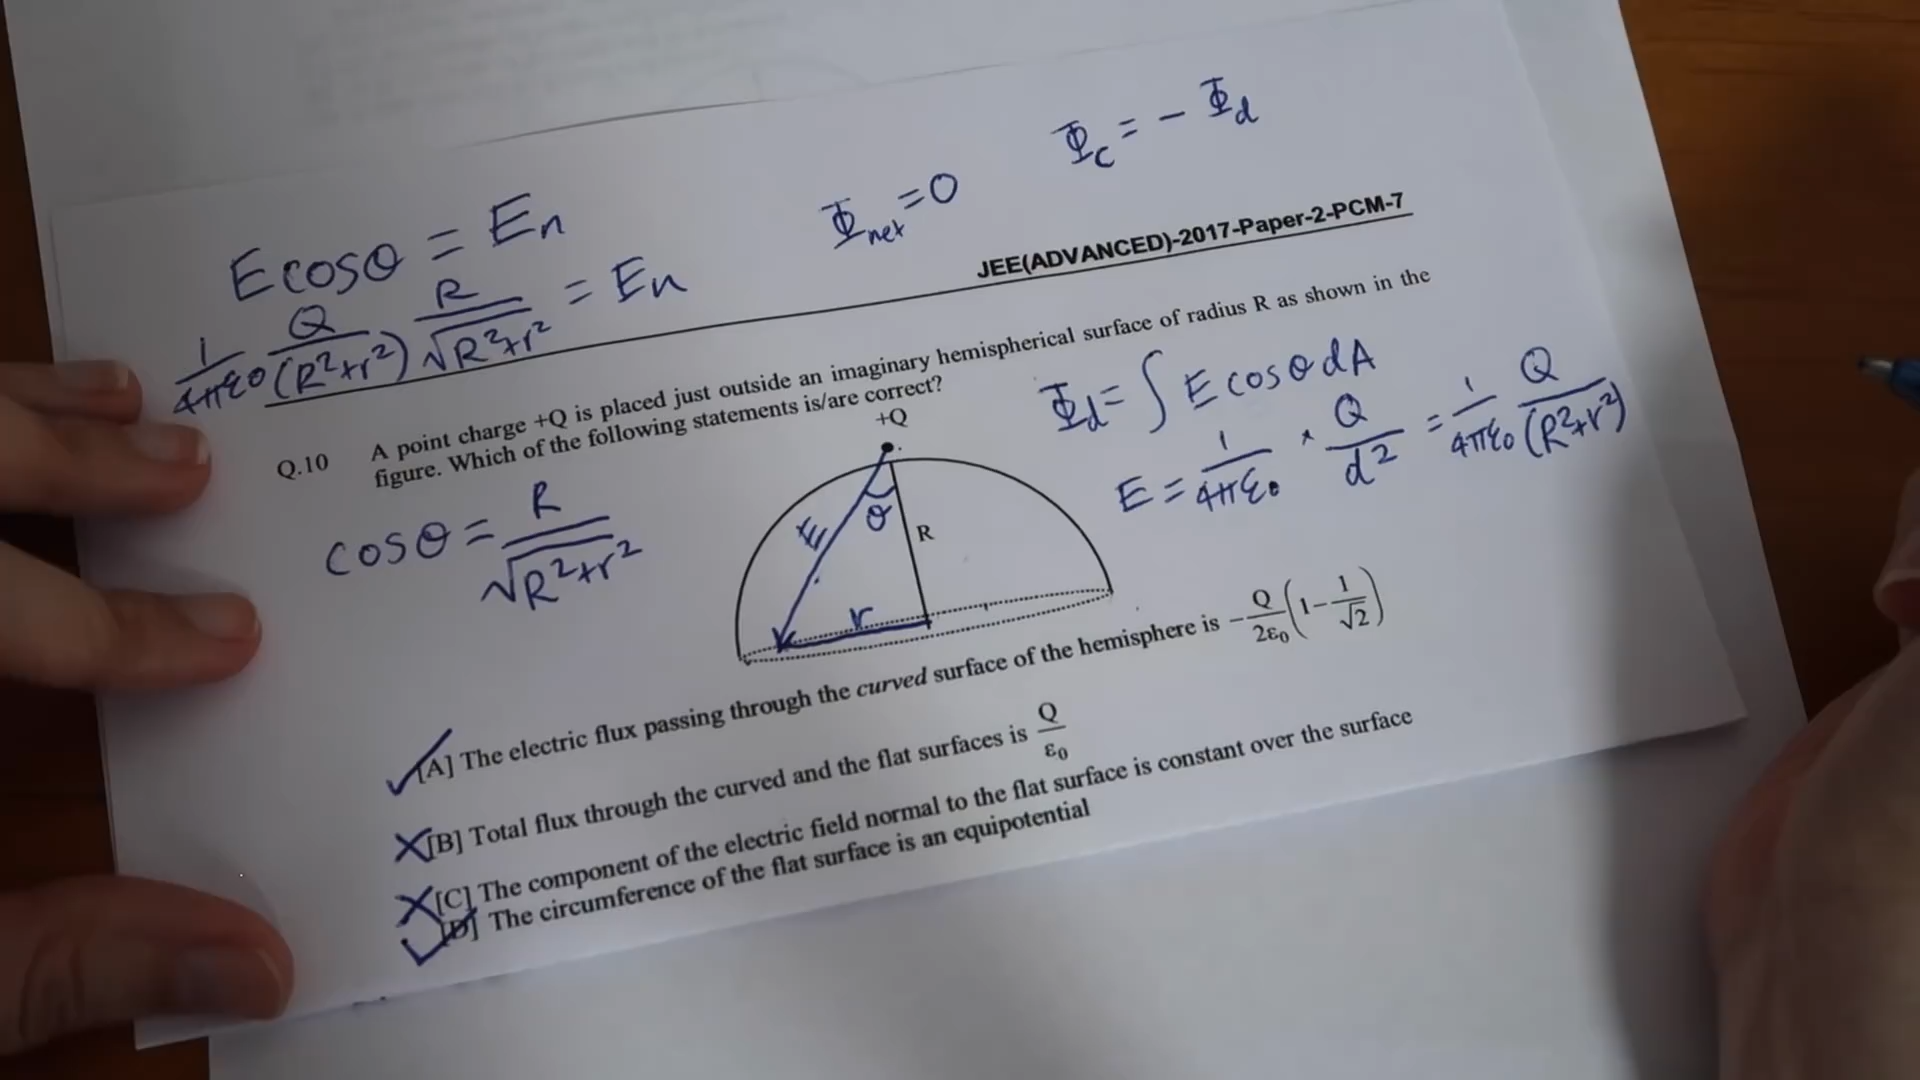 Φc = − Φd
Φnet = 0
E cosθ = En
1/4πε0 Q/(R²+r²) R/√R²+r² = En
JEE(ADVANCED)-2017-Paper-2-PCM-7
Q.10 A point charge +Q is placed just outside an imaginary hemispherical surface of radius R as shown in the
figure. Which of the following statements is/are correct?
+Q
Φd = ∫ E cosθ dA
E = 1/4πε0 × Q/d² = 1/4πε0 Q/(R²+r²)
cosθ = R/√R²+r²
E
θ
R
r
[A] The electric flux passing through the curved surface of the hemisphere is −Q/2ε0 (1−1/√2)
[B] Total flux through the curved and the flat surfaces is Q/ε0
[C] The component of the electric field normal to the flat surface is constant over the surface
[D] The circumference of the flat surface is an equipotential